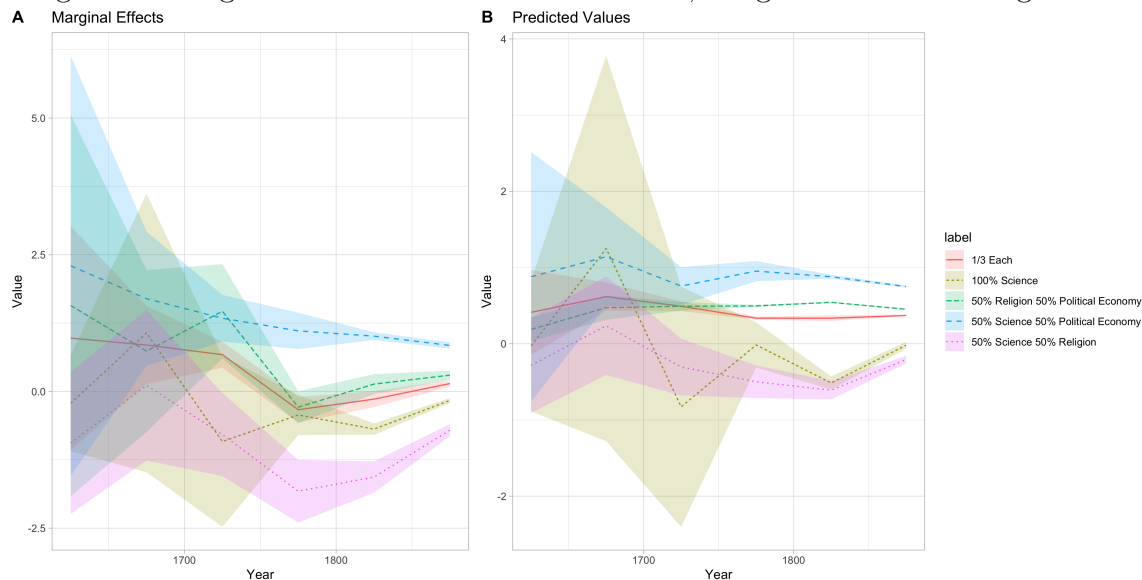 A Marginal Effects
B Predicted Values
5.0
2.5
0.0
-2.5
Value
1700
1800
Year
4
2
0
-2
Value
1700
1800
Year
label
1/3 Each
100% Science
50% Religion 50% Political Economy
50% Science 50% Political Economy
50% Science 50% Religion